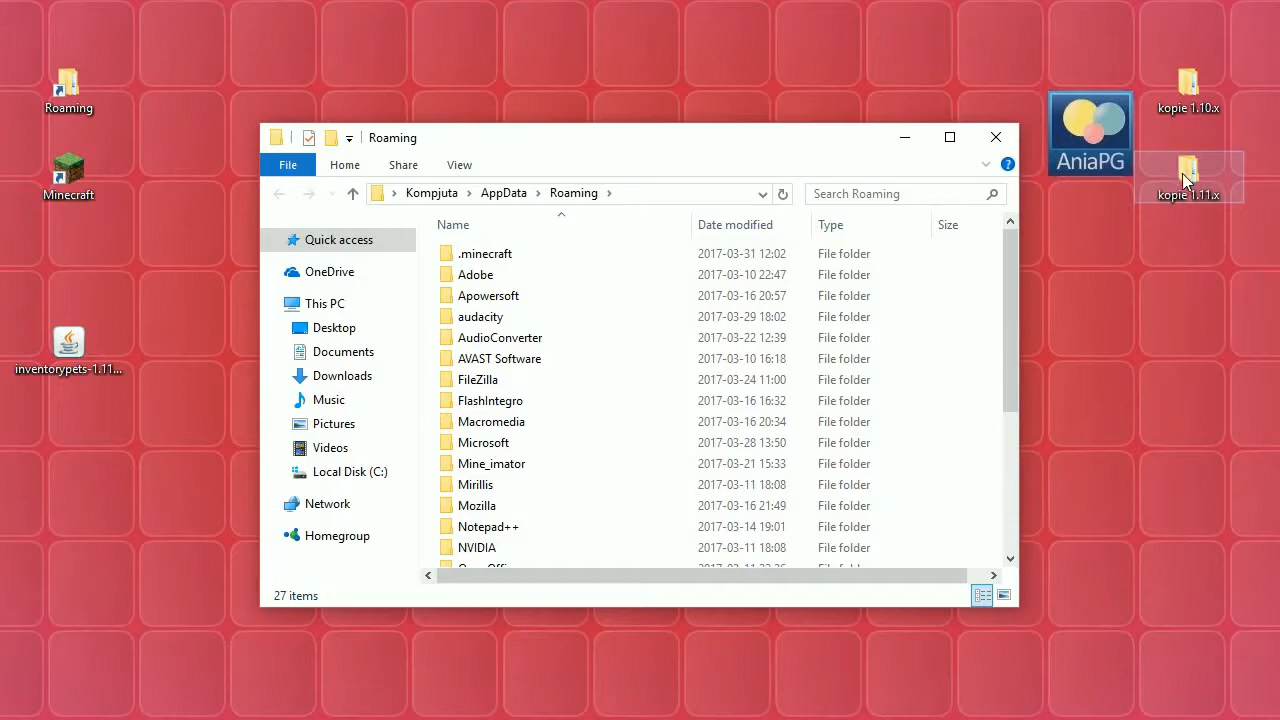 Roaming
Minecraft
inventorypets-1.11...
Roaming
File
Home
Share
View
Kompjuta
AppData
Roaming
Search Roaming
Quick access
OneDrive
This PC
Desktop
Documents
Downloads
Music
Pictures
Videos
Local Disk (C:)
Network
Homegroup
Name Date modified Type Size
.minecraft 2017-03-31 12:02 File folder
Adobe 2017-03-10 22:47 File folder
Apowersoft 2017-03-16 20:57 File folder
audacity 2017-03-29 18:02 File folder
AudioConverter 2017-03-22 12:39 File folder
AVAST Software 2017-03-10 16:18 File folder
FileZilla 2017-03-24 11:00 File folder
FlashIntegro 2017-03-16 16:32 File folder
Macromedia 2017-03-16 20:34 File folder
Microsoft 2017-03-28 13:50 File folder
Mine_imator 2017-03-21 15:33 File folder
Mirillis 2017-03-11 18:08 File folder
Mozilla 2017-03-16 21:49 File folder
Notepad++ 2017-03-14 19:01 File folder
NVIDIA 2017-03-11 18:08 File folder
27 items
AniaPG
kopie 1.10.x
kopie 1.11.x